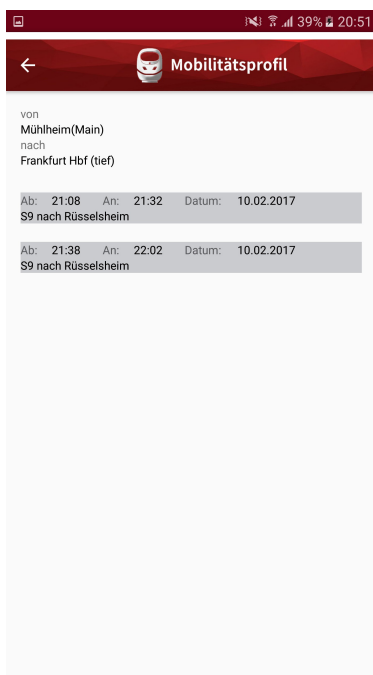 39% 20:51
Mobilitätsprofil
von
Mühlheim(Main)
nach
Frankfurt Hbf (tief)
Ab: 21:08 An: 21:32 Datum: 10.02.2017
S9 nach Rüsselsheim
Ab: 21:38 An: 22:02 Datum: 10.02.2017
S9 nach Rüsselsheim